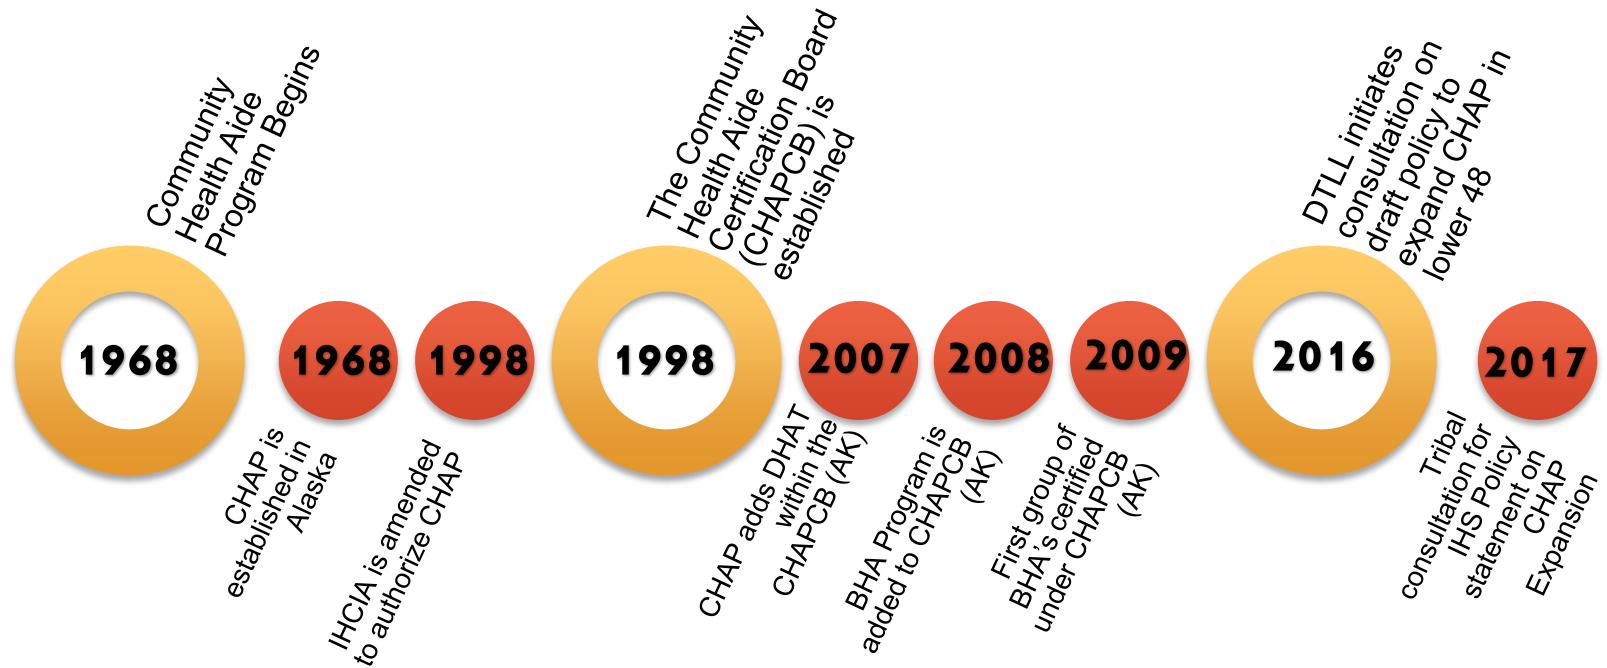 Community
Health Aide
Program Begins
1968
1968
CHAP is
established in
Alaska
1998
IHCIA is amended
to authorize CHAP
The Community
Health Aide
Certification Board
(CHAPCB) is
established
1998
2007
CHAP adds DHAT
within the
CHAPCB (AK)
2008
BHA Program is
added to CHAPCB
(AK)
2009
First group of
BHA's certified
under CHAPCB
(AK)
DTLL initiates
consultation on
draft policy to
expand CHAP in
lower 48
2016
2017
Tribal
consultation for
IHS Policy
statement on
CHAP
Expansion